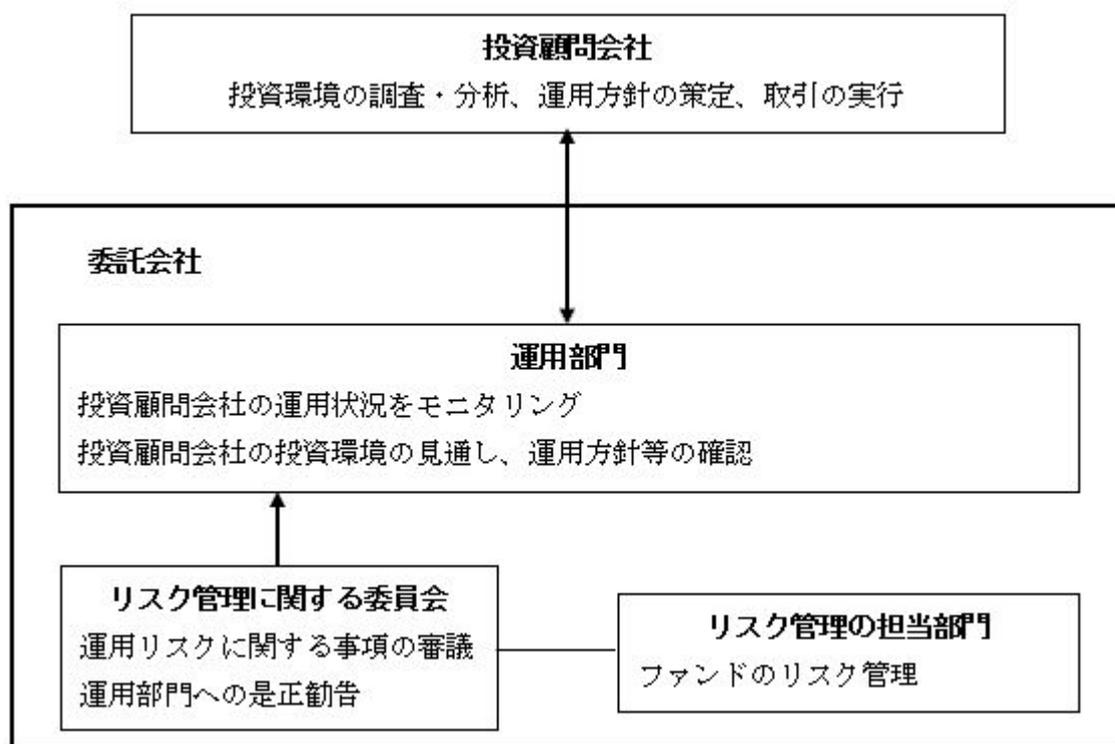 投資顧問会社
投資環境の調査・分析、運用方針の策定、取引の実行
委託会社
運用部門
投資顧問会社の運用状況をモニタリング
投資顧問会社の投資環境の見通し、運用方針等の確認
リスク管理に関する委員会
運用リスクに関する事項の審議
運用部門への是正勧告
リスク管理の担当部門
ファンドのリスク管理